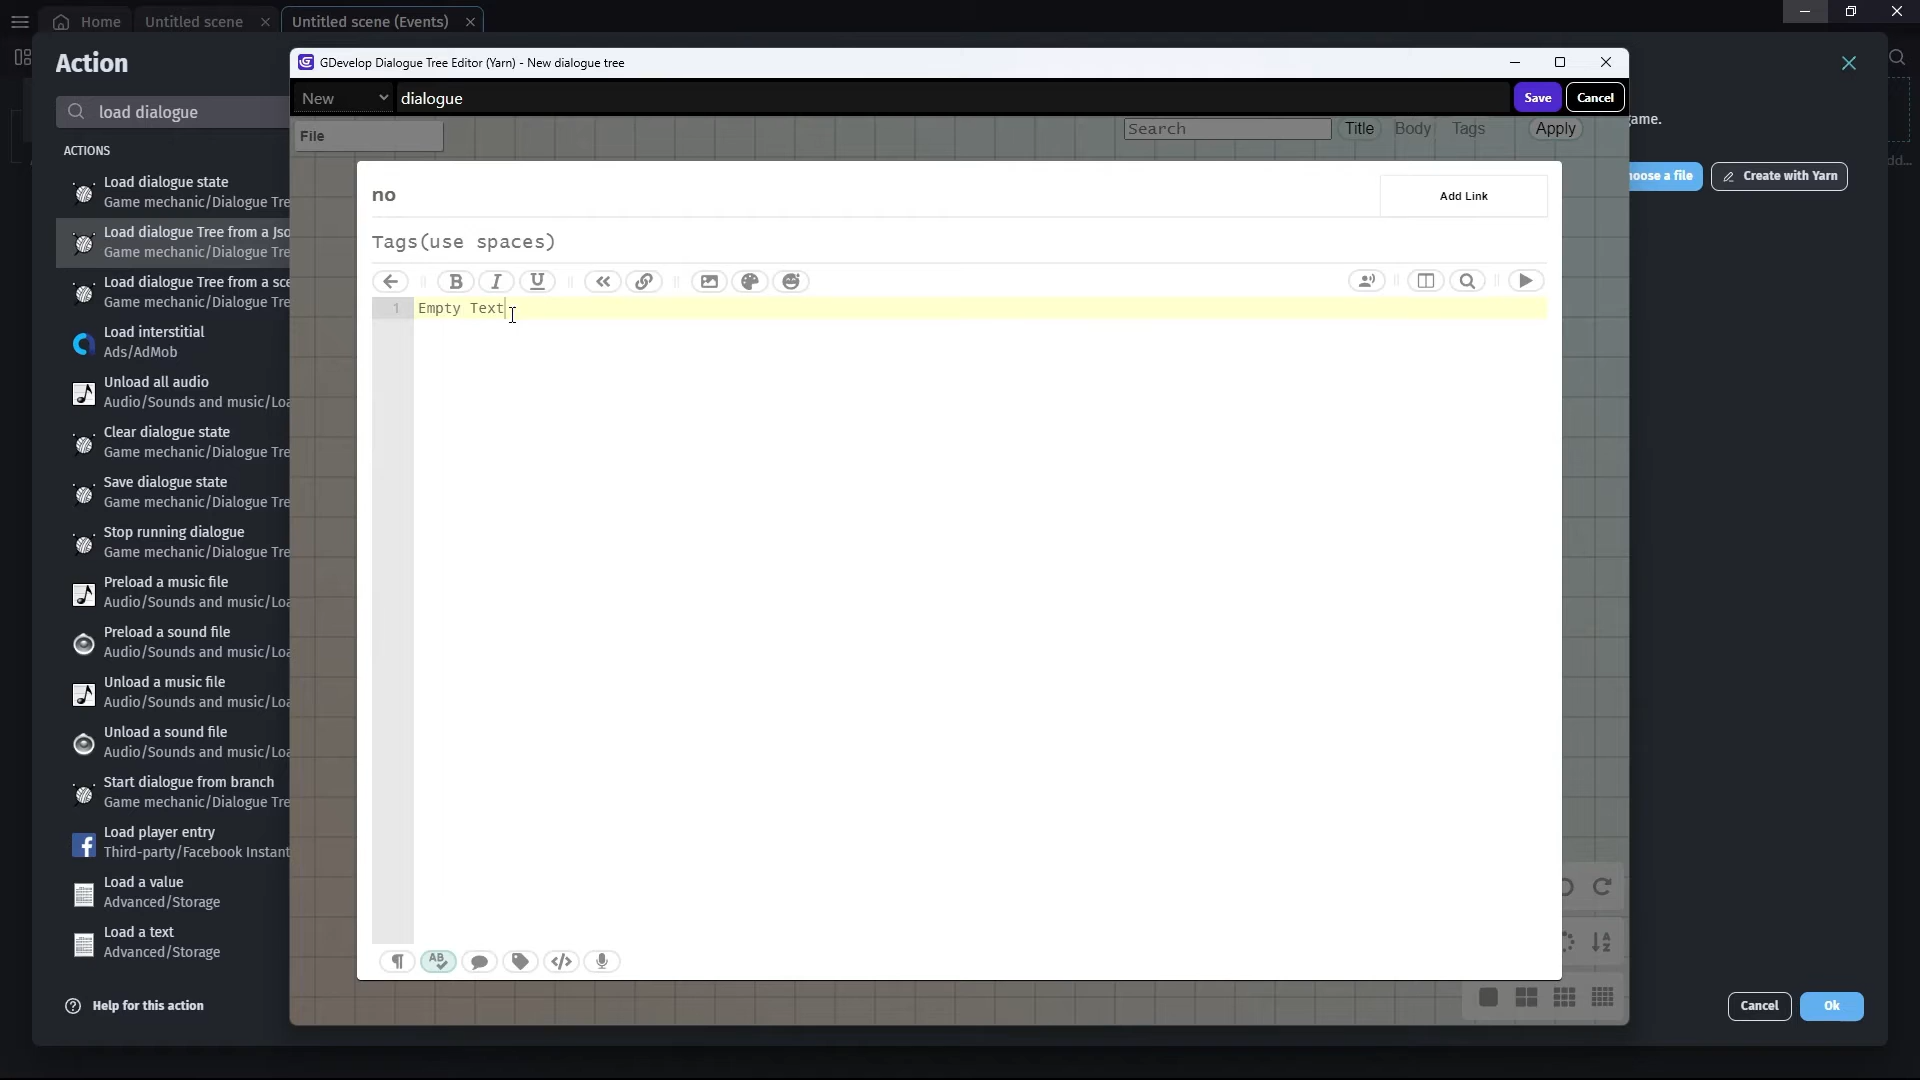 Home
Untitled scene
Untitled scene (Events)
Action
GDevelop Dialogue Tree Editor (Yarn) - New dialogue tree
New
dialogue
Save
Cancel
load dialogue
File
Search
Title
Body
Tags
Apply
game.
ACTIONS
no
Add Link
oose a file
Create with Yarn
Load dialogue state
Game mechanic/Dialogue Tre
Load dialogue Tree from a Jso
Game mechanic/Dialogue Tre
Tags(use spaces)
B I U
Load dialogue Tree from a sce
Game mechanic/Dialogue Tre
1 Empty Text
Load interstitial
Ads/AdMob
Unload all audio
Audio/Sounds and music/Loa
Clear dialogue state
Game mechanic/Dialogue Tre
Save dialogue state
Game mechanic/Dialogue Tre
Stop running dialogue
Game mechanic/Dialogue Tre
Preload a music file
Audio/Sounds and music/Loa
Preload a sound file
Audio/Sounds and music/Loa
Unload a music file
Audio/Sounds and music/Loa
Unload a sound file
Audio/Sounds and music/Loa
Start dialogue from branch
Game mechanic/Dialogue Tre
Load player entry
Third-party/Facebook Instant
Load a value
Advanced/Storage
Load a text
Advanced/Storage
Help for this action
Cancel
Ok